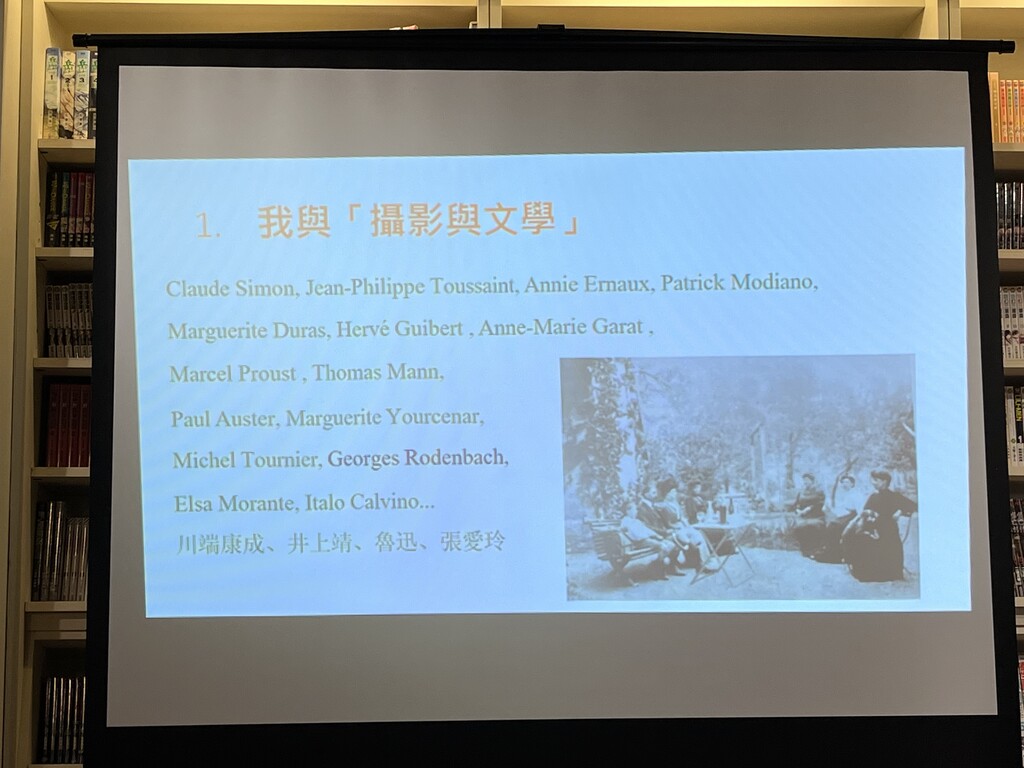 1. 我與「攝影與文學」
Claude Simon, Jean-Philippe Toussaint, Annie Ernaux, Patrick Modiano,
Marguerite Duras, Hervé Guibert , Anne-Marie Garat ,
Marcel Proust , Thomas Mann,
Paul Auster, Marguerite Yourcenar,
Michel Tournier, Georges Rodenbach,
Elsa Morante, Italo Calvino...
川端康成、井上靖、魯迅、張愛玲